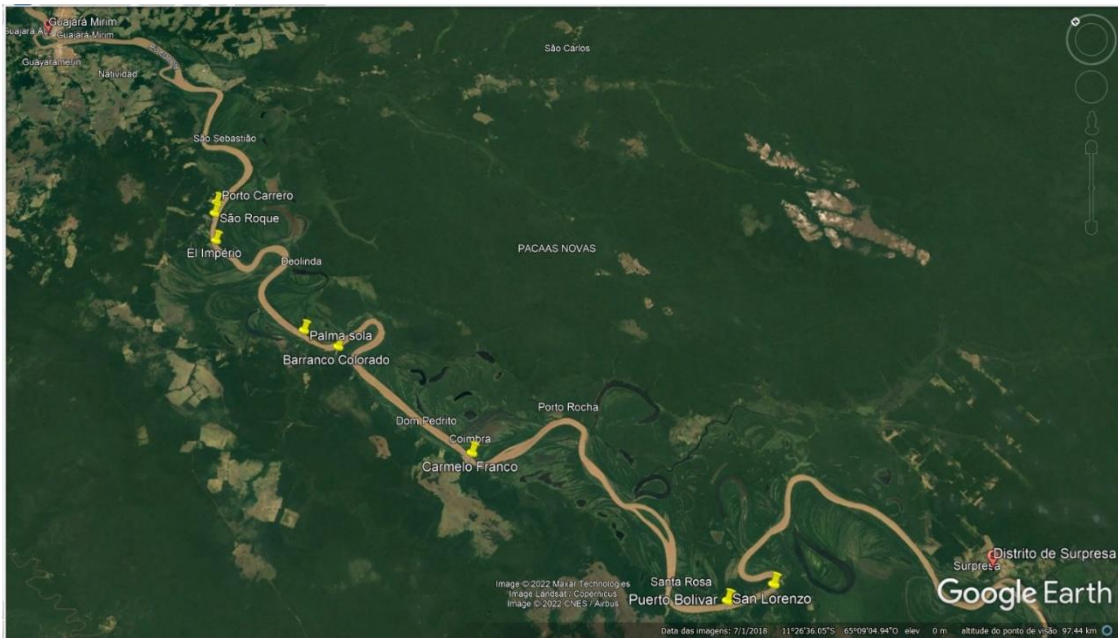 Guajará Mirim
Guajara A
Guajará-Mirim
Guayaramerin
Natividad
São Carlos
São Sebastião
Porto Carrero
São Roque
El Império
Deolinda
PACAAS NOVAS
Palma sola
Barranco Colorado
Porto Rocha
Dom Pedrito
Coimbra
Carmelo Franco
Distrito de Surpresa
Surpresa
Santa Rosa
Puerto Bolivar
San Lorenzo
Google Earth
Image © 2022 Maxar Technologies
Image Landsat / Copernicus
Image © 2022 CNES / Airbus
Data das imagens: 7/1/2018 11°26'36.05"S 65°09'04.94"O elev 0 m altitude do ponto de visão 97.44 km